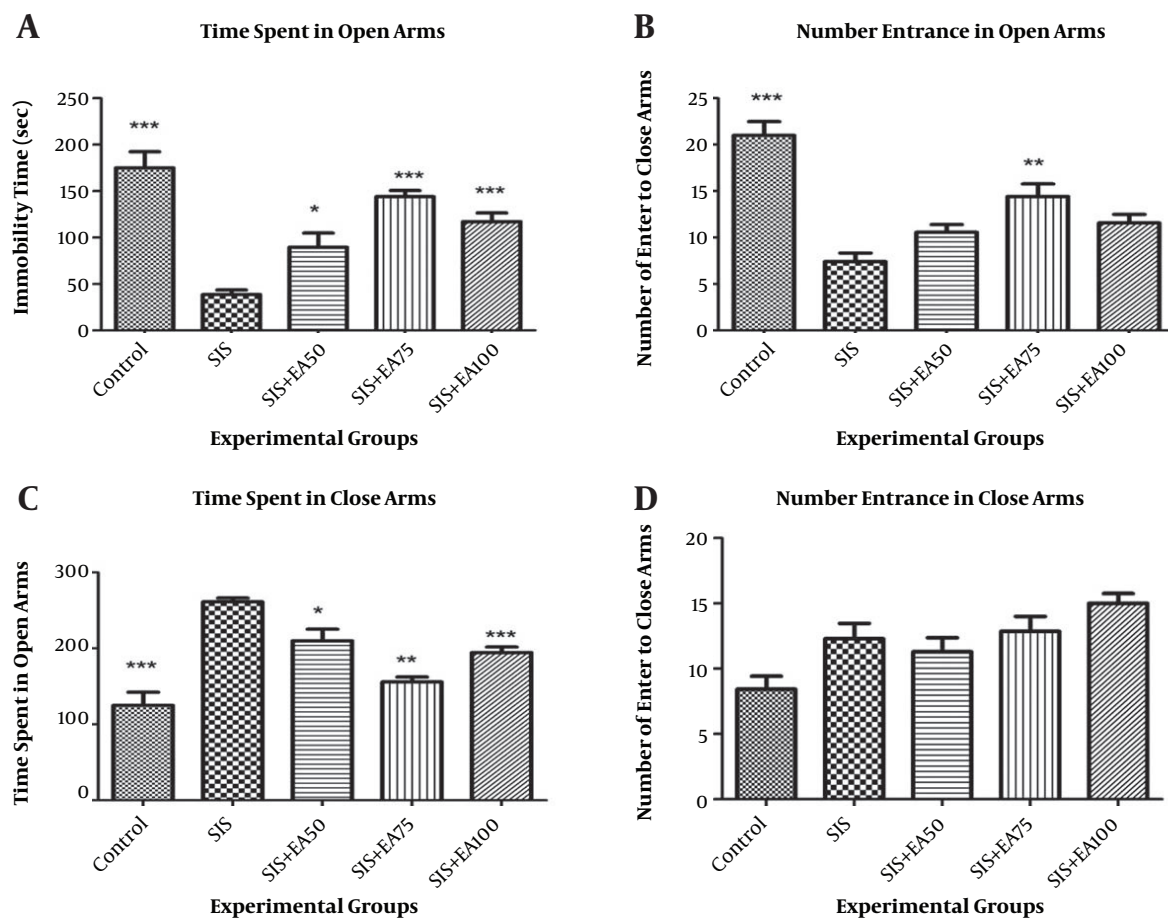 A
Time Spent in Open Arms
Immobility Time (sec)
250
200
150
100
50
0
***
*
***
***
Control
SIS
SIS+EA50
SIS+EA75
SIS+EA100
Experimental Groups
B
Number Entrance in Open Arms
Number of Enter to Close Arms
25
20
15
10
5
0
***
**
Control
SIS
SIS+EA50
SIS+EA75
SIS+EA100
Experimental Groups
C
Time Spent in Close Arms
Time Spent in Open Arms
300
200
100
0
***
*
**
***
Control
SIS
SIS+EA50
SIS+EA75
SIS+EA100
Experimental Groups
D
Number Entrance in Close Arms
Number of Enter to Close Arms
20
15
10
5
0
Control
SIS
SIS+EA50
SIS+EA75
SIS+EA100
Experimental Groups